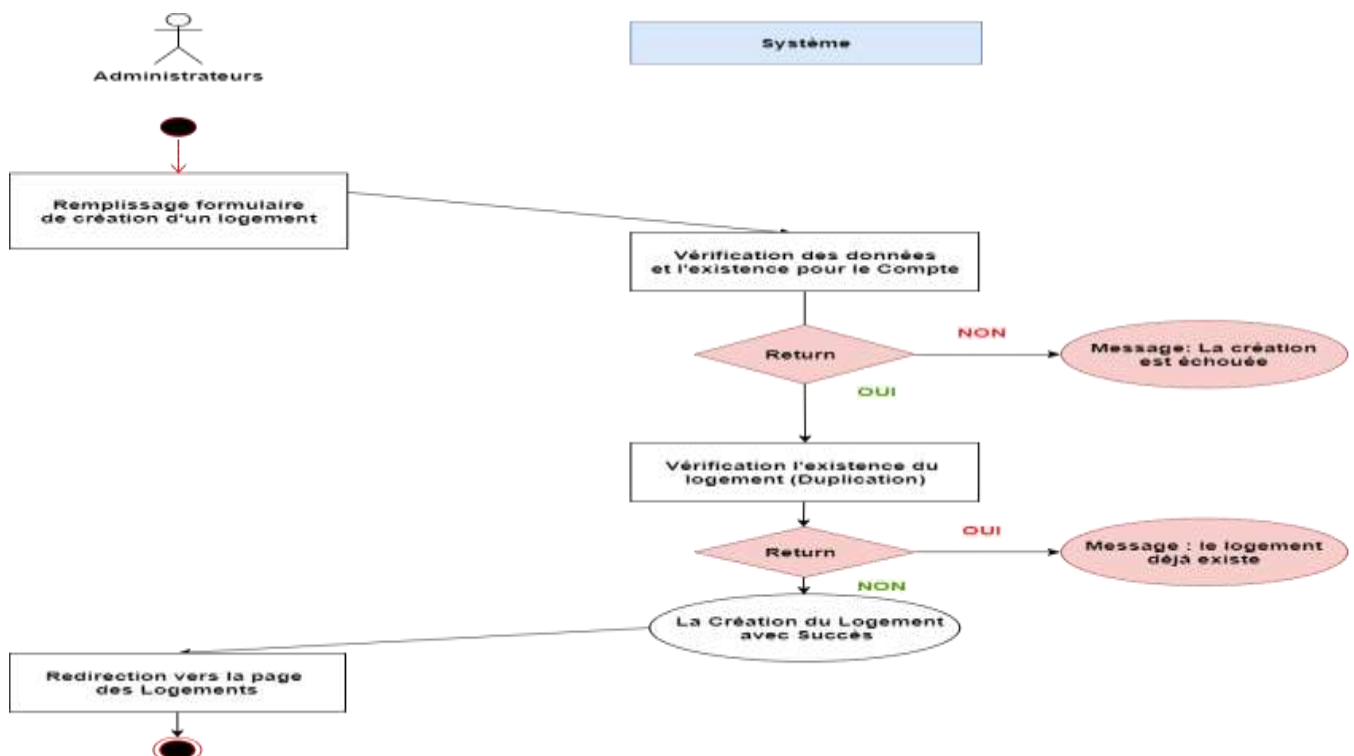 Système
Administrateurs
Remplissage formulaire
de création d'un logement
Vérification des données
et l'existence pour le Compte
Return
NON
Message: La création
est échouée
OUI
Vérification l'existence du
logement (Duplication)
Return
OUI
Message : le logement
déjà existe
NON
La Création du Logement
avec Succès
Redirection vers la page
des Logements